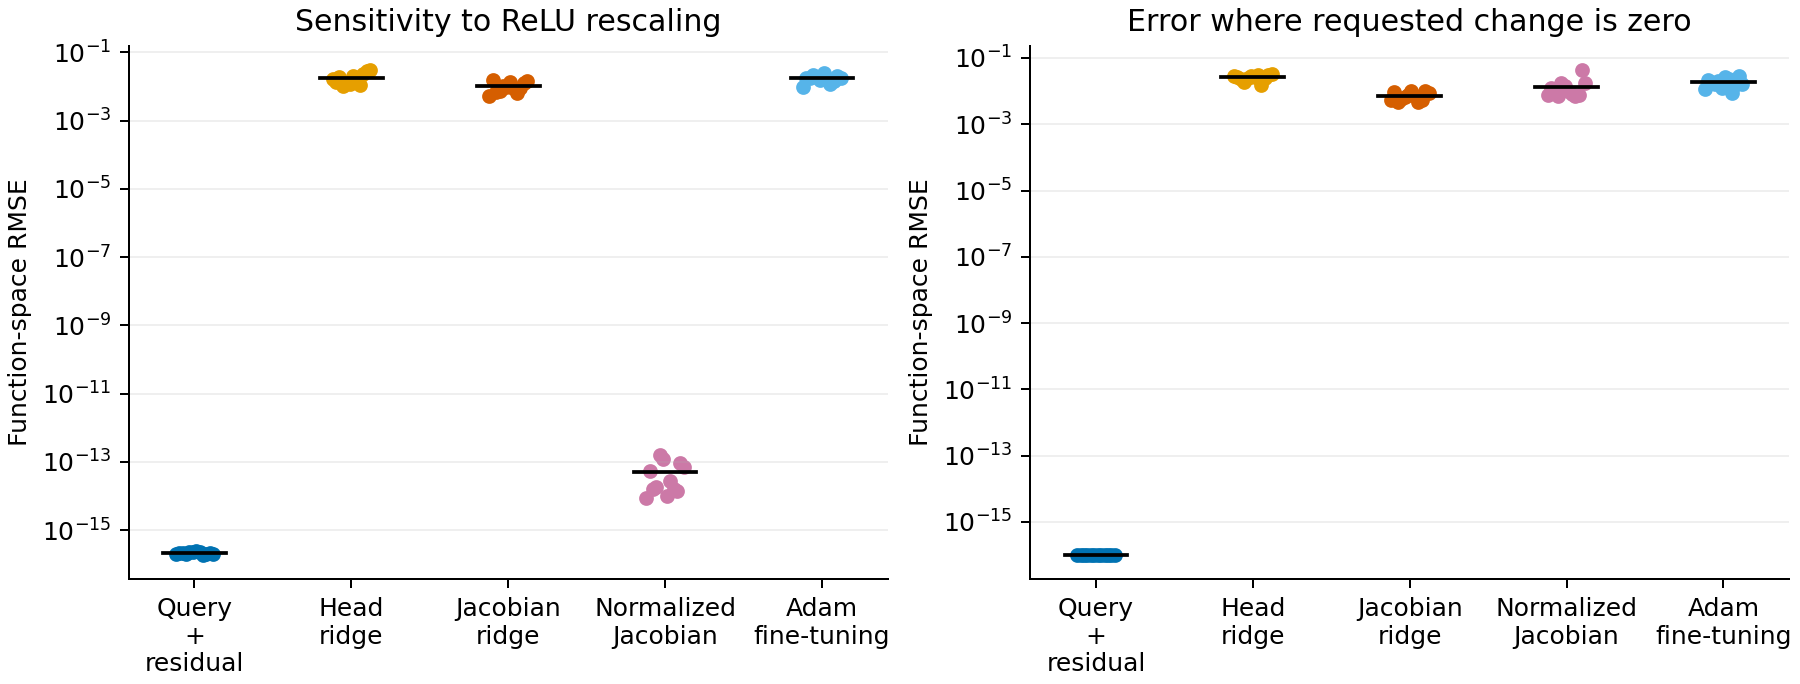 Sensitivity to ReLU rescaling
Function-space RMSE
10⁻¹
10⁻³
10⁻⁵
10⁻⁷
10⁻⁹
10⁻¹¹
10⁻¹³
10⁻¹⁵
Query
+
residual
Head
ridge
Jacobian
ridge
Normalized
Jacobian
Adam
fine-tuning
Error where requested change is zero
Function-space RMSE
10⁻¹
10⁻³
10⁻⁵
10⁻⁷
10⁻⁹
10⁻¹¹
10⁻¹³
10⁻¹⁵
Query
+
residual
Head
ridge
Jacobian
ridge
Normalized
Jacobian
Adam
fine-tuning